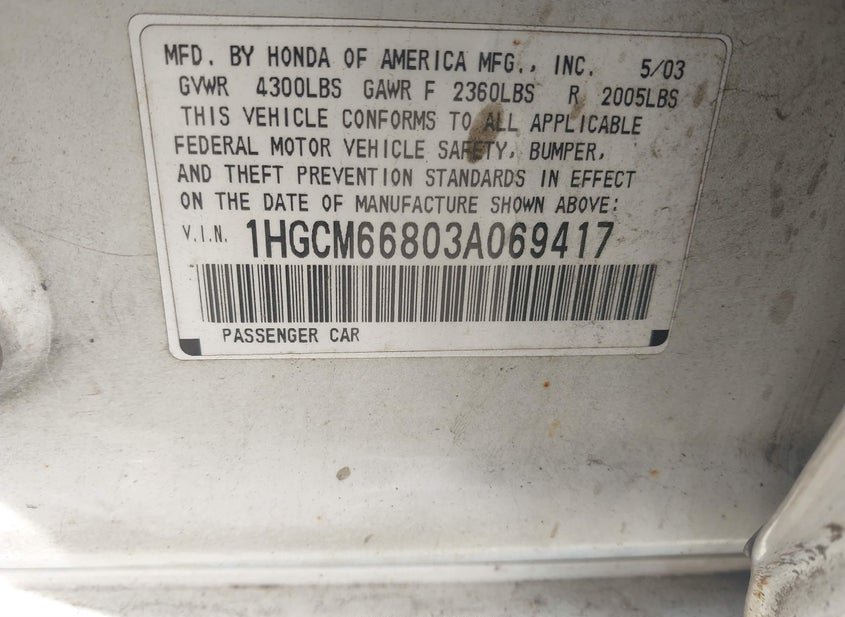 MFD. BY HONDA OF AMERICA MFG., INC. 5/03
GVWR 4300LBS GAWR F 2360LBS R 2005LBS
THIS VEHICLE CONFORMS TO ALL APPLICABLE
FEDERAL MOTOR VEHICLE SAFETY, BUMPER,
AND THEFT PREVENTION STANDARDS IN EFFECT
ON THE DATE OF MANUFACTURE SHOWN ABOVE:
V.I.N. 1HGCM66803A069417
PASSENGER CAR